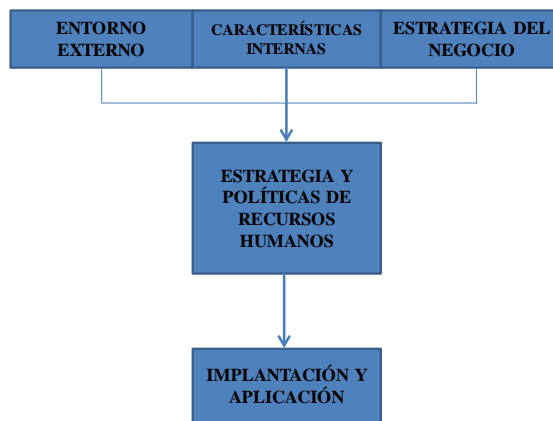 ENTORNO
EXTERNO
CARACTERÍSTICAS
INTERNAS
ESTRATEGIA DEL
NEGOCIO
ESTRATEGIA Y
POLÍTICAS DE
RECURSOS
HUMANOS
IMPLANTACIÓN Y
APLICACIÓN